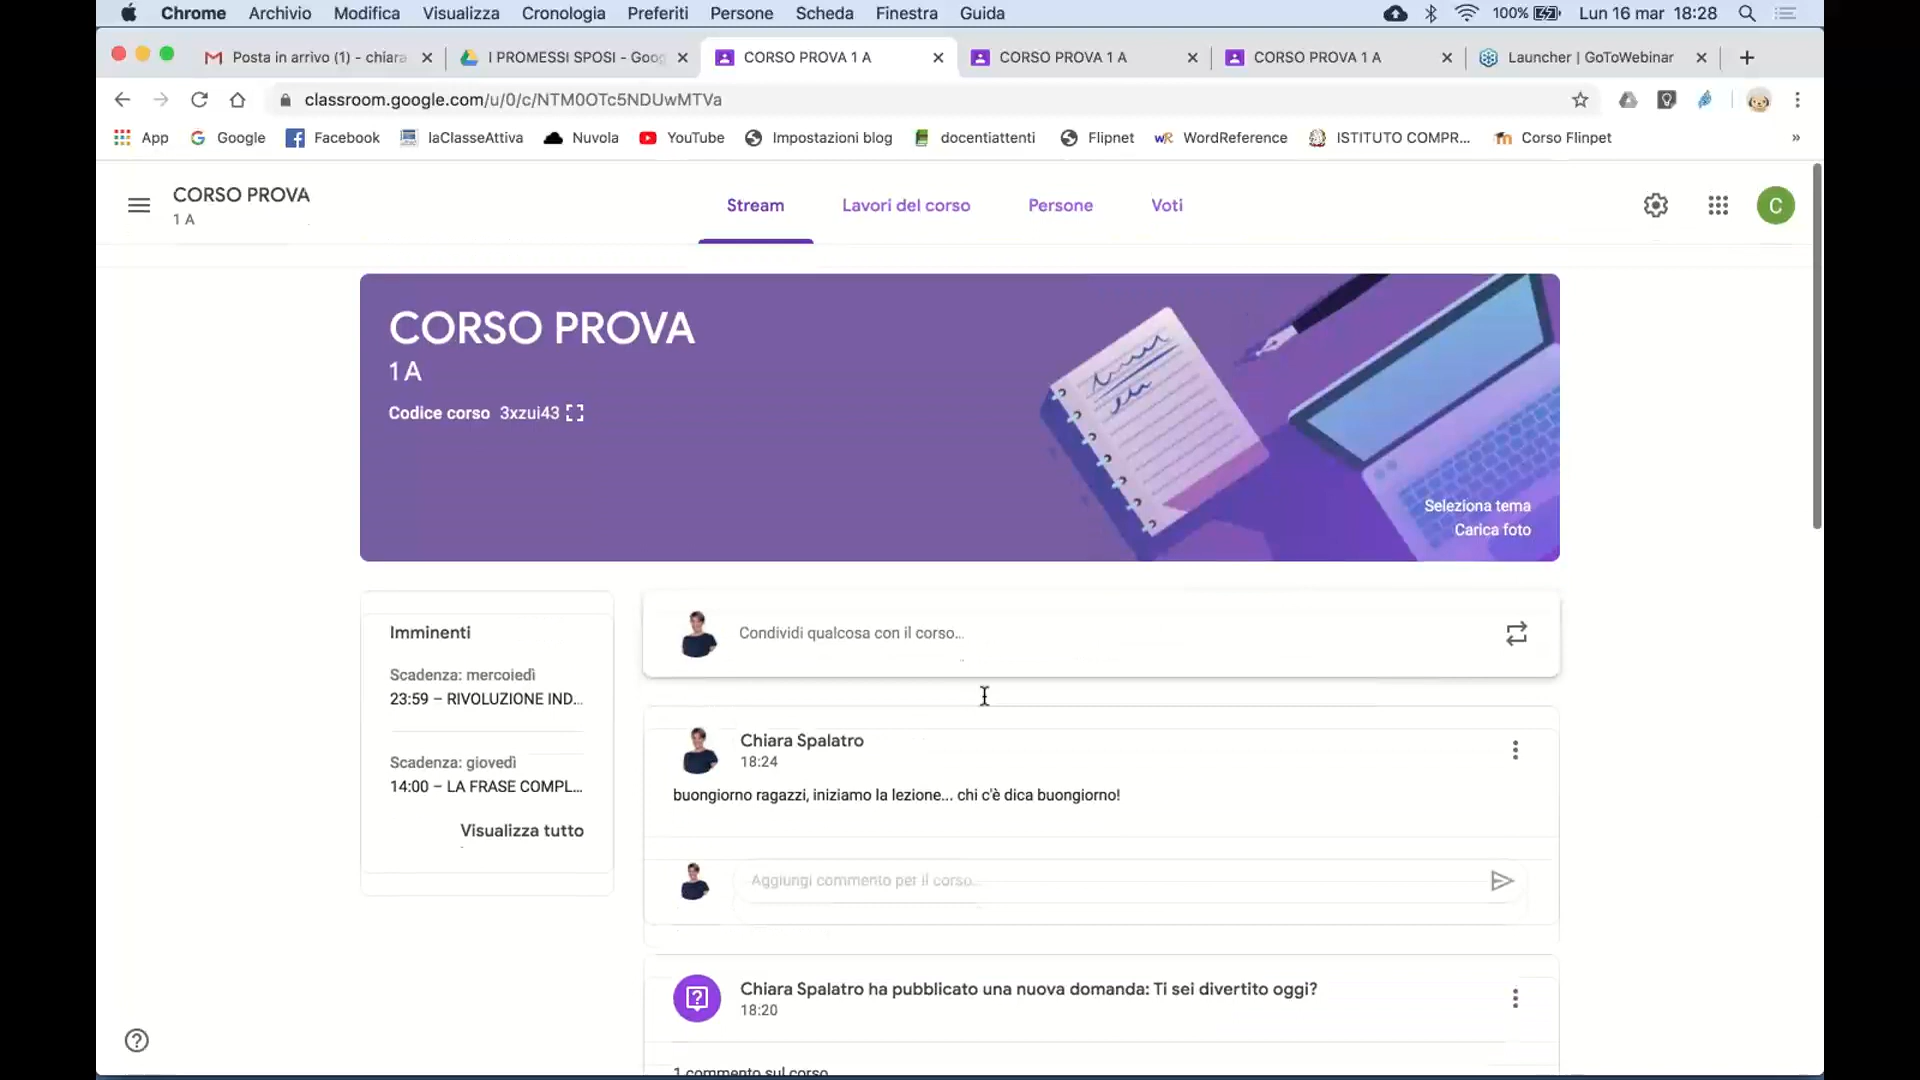 Chrome Archivio Modifica Visualizza Cronologia Preferiti Persone Scheda Finestra Guida 100% Lun 16 mar 18:28
Posta in arrivo (1) - chiara I PROMESSI SPOSI - Goog CORSO PROVA 1 A CORSO PROVA 1 A CORSO PROVA 1 A Launcher | GoToWebinar
classroom.google.com/u/0/c/NTM0OTc5NDUwMTVa
App Google Facebook laClasseAttiva Nuvola YouTube Impostazioni blog docentiattenti Flipnet WordReference ISTITUTO COMPR... Corso Flinpet »
CORSO PROVA
1 A
Stream Lavori del corso Persone Voti
C
CORSO PROVA
1 A
Codice corso 3xzui43
Seleziona tema
Carica foto
Imminenti
Scadenza: mercoledì
23:59 – RIVOLUZIONE IND...
Scadenza: giovedì
14:00 – LA FRASE COMPL...
Visualizza tutto
Condividi qualcosa con il corso...
Chiara Spalatro
18:24
buongiorno ragazzi, iniziamo la lezione... chi c'è dica buongiorno!
Aggiungi commento per il corso...
Chiara Spalatro ha pubblicato una nuova domanda: Ti sei divertito oggi?
18:20
1 commento sul corso